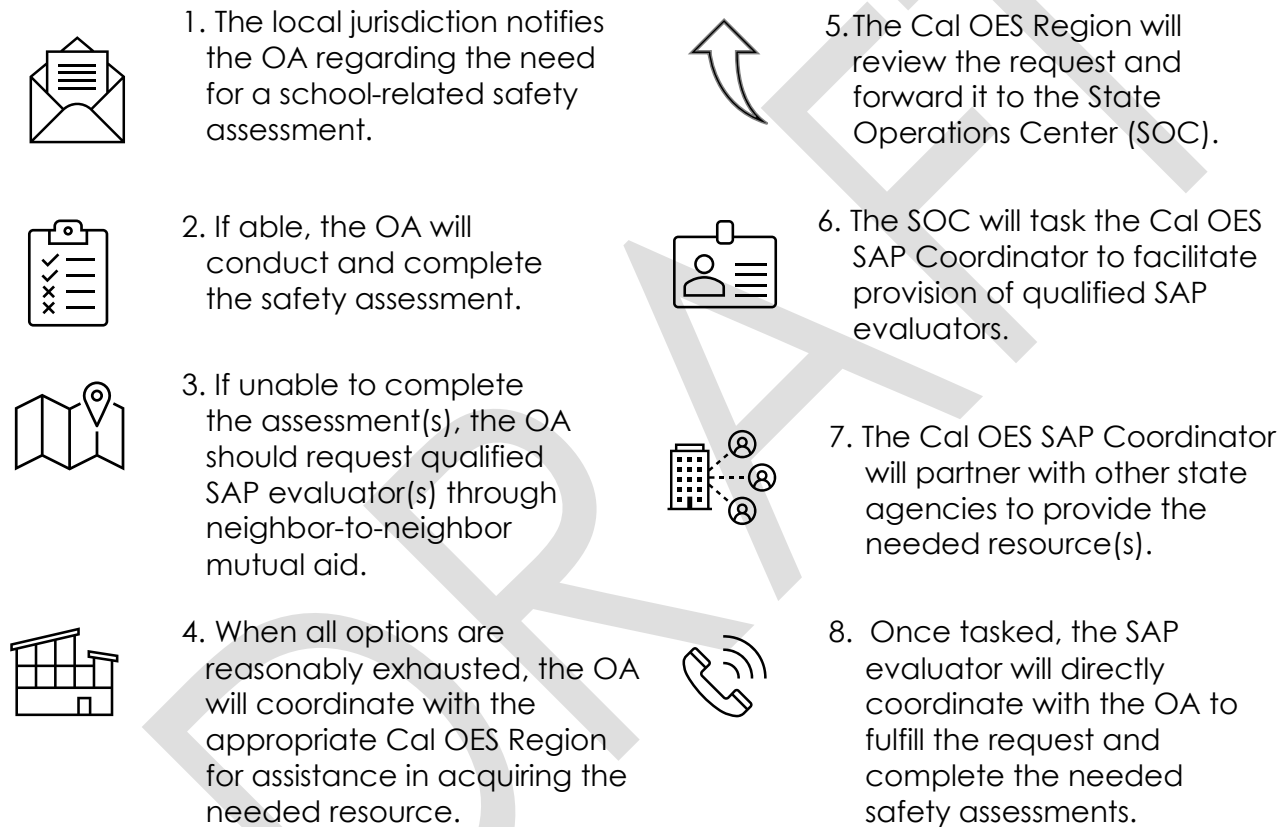 1. The local jurisdiction notifies
the OA regarding the need
for a school-related safety
assessment.
2. If able, the OA will
conduct and complete
the safety assessment.
3. If unable to complete
the assessment(s), the OA
should request qualified
SAP evaluator(s) through
neighbor-to-neighbor
mutual aid.
4. When all options are
reasonably exhausted, the OA
will coordinate with the
appropriate Cal OES Region
for assistance in acquiring the
needed resource.
5. The Cal OES Region will
review the request and
forward it to the State
Operations Center (SOC).
6. The SOC will task the Cal OES
SAP Coordinator to facilitate
provision of qualified SAP
evaluators.
7. The Cal OES SAP Coordinator
will partner with other state
agencies to provide the
needed resource(s).
8. Once tasked, the SAP
evaluator will directly
coordinate with the OA to
fulfill the request and
complete the needed
safety assessments.
DRAFT